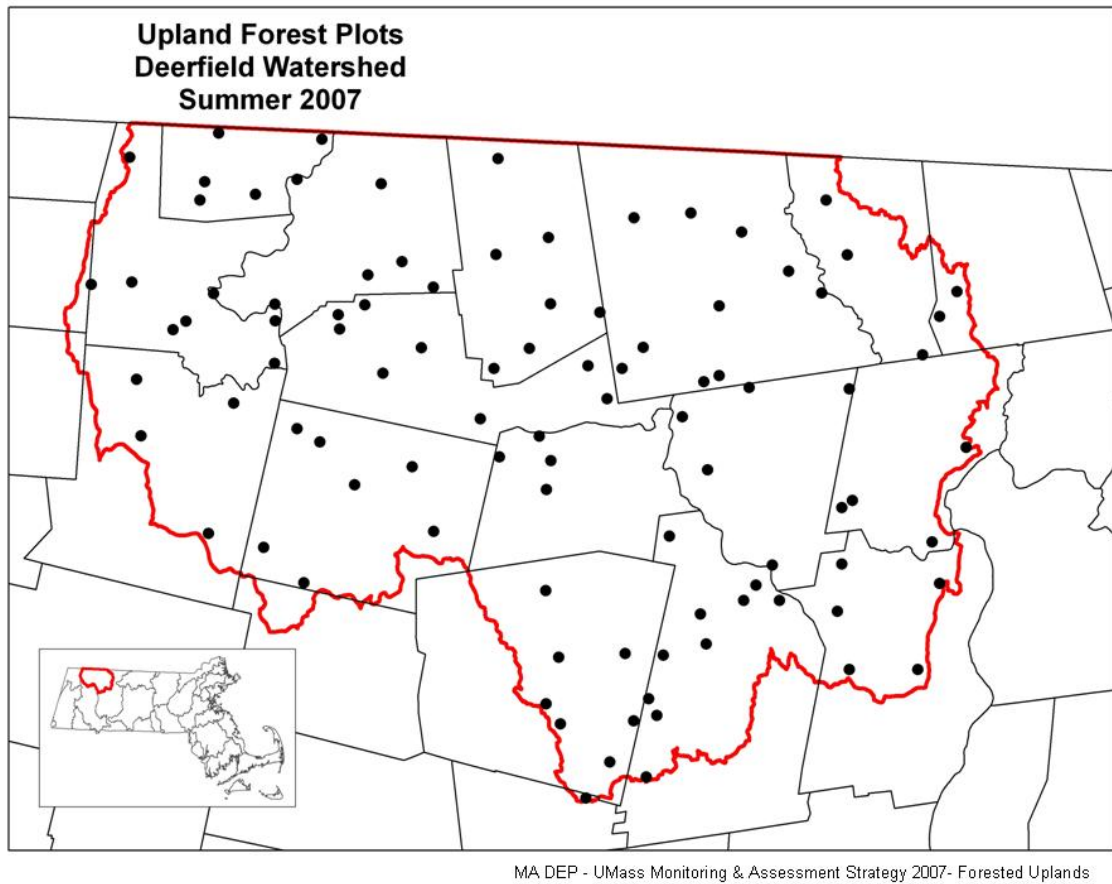 Upland Forest Plots
Deerfield Watershed
Summer 2007
MA DEP - UMass Monitoring & Assessment Strategy 2007- Forested Uplands